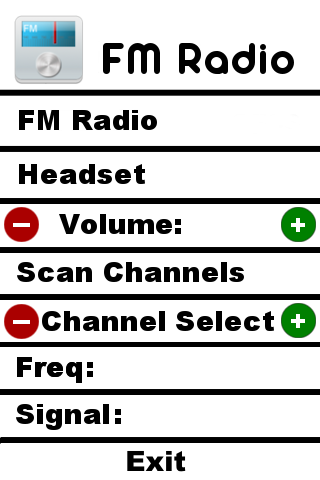 FM
FM Radio
FM Radio
Headset
Volume:
Scan Channels
Channel Select
Freq:
Signal:
Exit